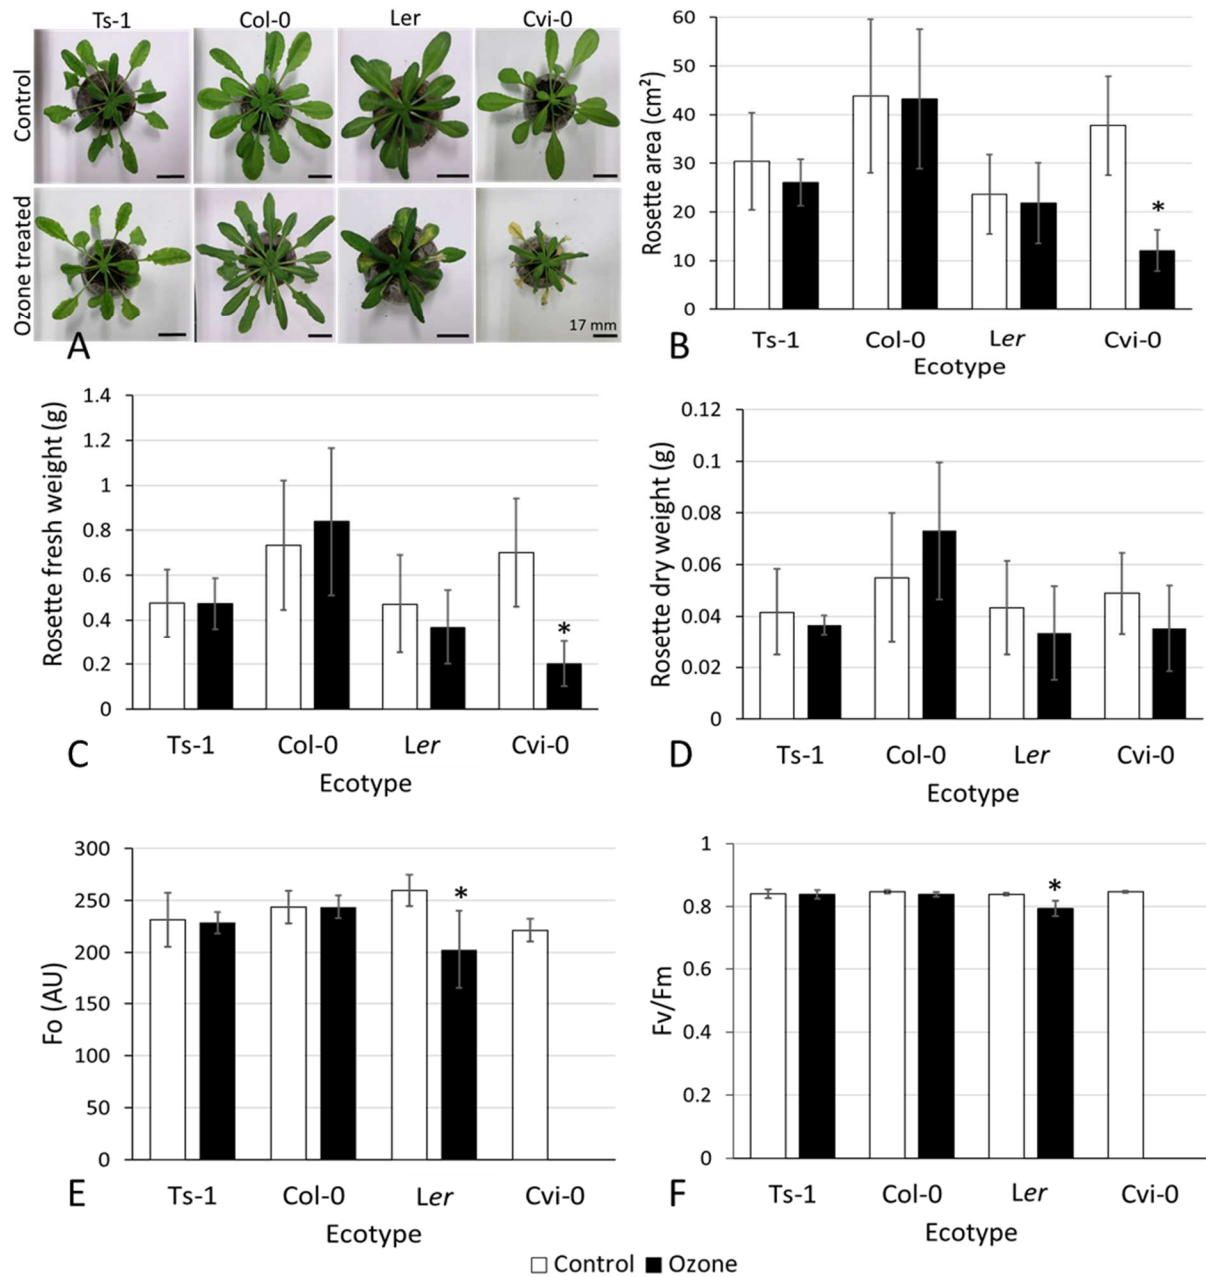 Ts-1 Col-0 Ler Cvi-0
Control
Ozone treated
17 mm
A
Rosette area (cm²)
60
50
40
30
20
10
0
*
Ts-1 Col-0 Ler Cvi-0
Ecotype
B
Rosette fresh weight (g)
1.4
1.2
1
0.8
0.6
0.4
0.2
0
*
Ts-1 Col-0 Ler Cvi-0
Ecotype
C
Rosette dry weight (g)
0.12
0.1
0.08
0.06
0.04
0.02
0
Ts-1 Col-0 Ler Cvi-0
Ecotype
D
Fo (AU)
300
250
200
150
100
50
0
*
Ts-1 Col-0 Ler Cvi-0
Ecotype
E
Fv/Fm
1
0.8
0.6
0.4
0.2
0
*
Ts-1 Col-0 Ler Cvi-0
Ecotype
F
Control Ozone